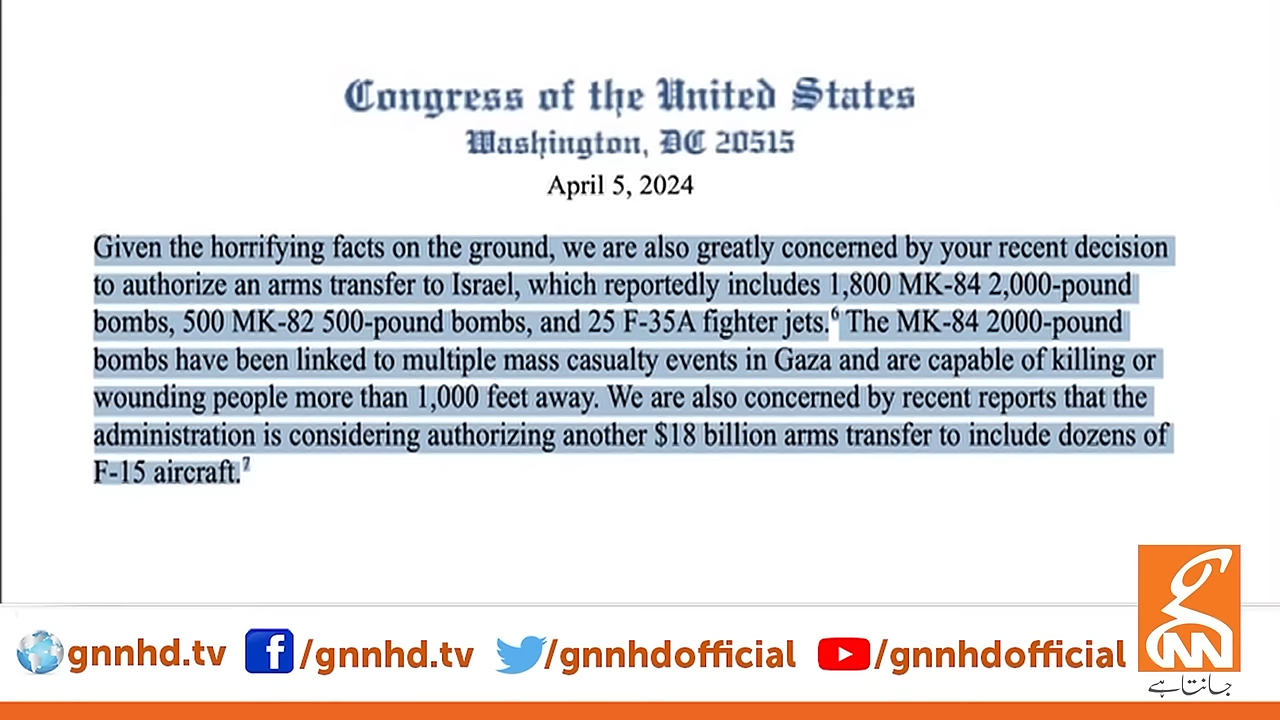 Congress of the United States
Washington, DC 20515
April 5, 2024
Given the horrifying facts on the ground, we are also greatly concerned by your recent decision
to authorize an arms transfer to Israel, which reportedly includes 1,800 MK-84 2,000-pound
bombs, 500 MK-82 500-pound bombs, and 25 F-35A fighter jets.⁶ The MK-84 2000-pound
bombs have been linked to multiple mass casualty events in Gaza and are capable of killing or
wounding people more than 1,000 feet away. We are also concerned by recent reports that the
administration is considering authorizing another $18 billion arms transfer to include dozens of
F-15 aircraft.⁷
gnnhd.tv /gnnhd.tv /gnnhdofficial /gnnhdofficial
GNN
جانتا ہے